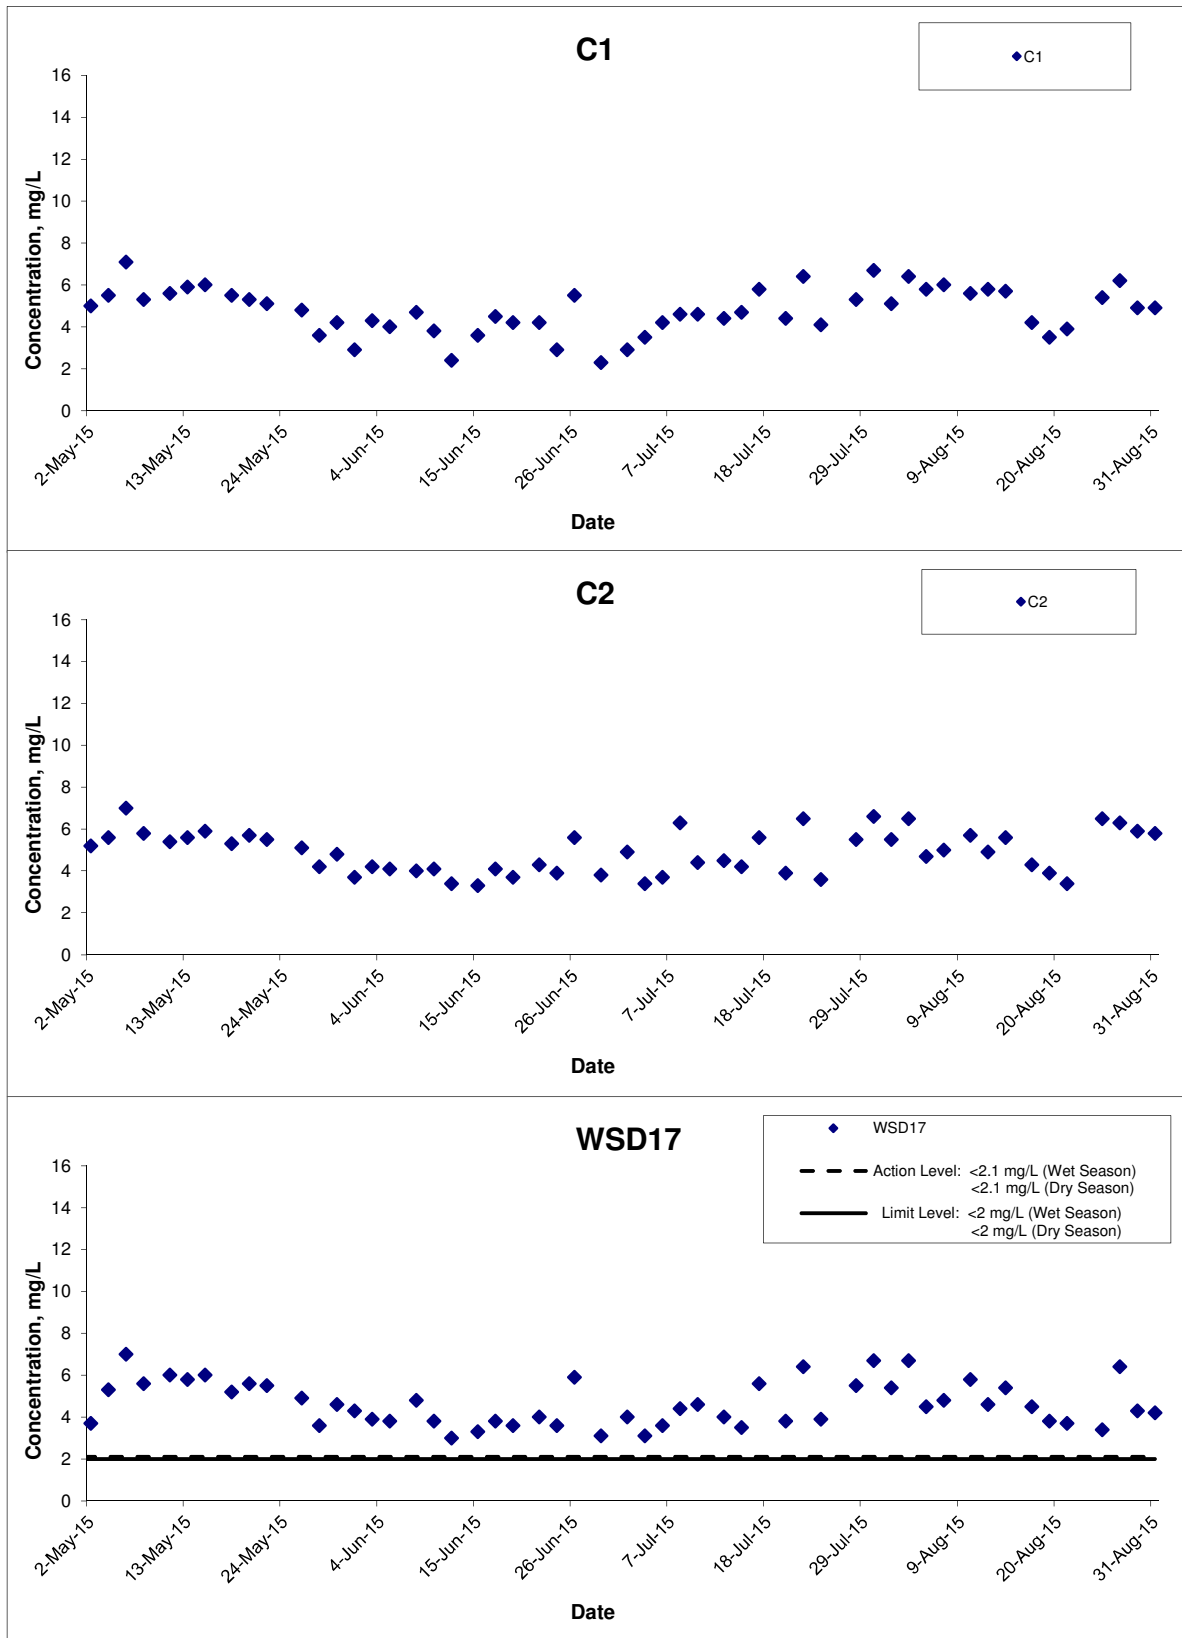 C1
C1
Concentration, mg/L
16
14
12
10
8
6
4
2
0
2-May-15
13-May-15
24-May-15
4-Jun-15
15-Jun-15
26-Jun-15
7-Jul-15
18-Jul-15
29-Jul-15
9-Aug-15
20-Aug-15
31-Aug-15
Date
C2
C2
Concentration, mg/L
16
14
12
10
8
6
4
2
0
2-May-15
13-May-15
24-May-15
4-Jun-15
15-Jun-15
26-Jun-15
7-Jul-15
18-Jul-15
29-Jul-15
9-Aug-15
20-Aug-15
31-Aug-15
Date
WSD17
WSD17
Action Level: <2.1 mg/L (Wet Season)
<2.1 mg/L (Dry Season)
Limit Level: <2 mg/L (Wet Season)
<2 mg/L (Dry Season)
Concentration, mg/L
16
14
12
10
8
6
4
2
0
2-May-15
13-May-15
24-May-15
4-Jun-15
15-Jun-15
26-Jun-15
7-Jul-15
18-Jul-15
29-Jul-15
9-Aug-15
20-Aug-15
31-Aug-15
Date